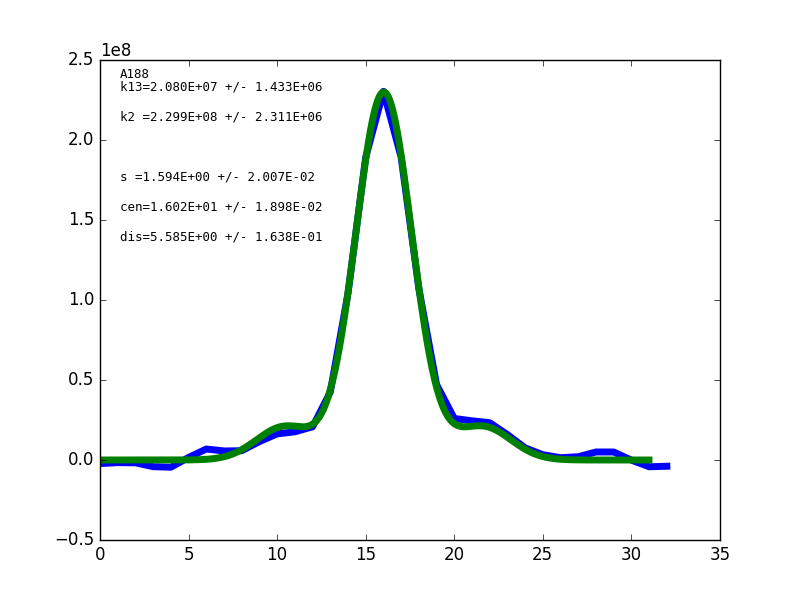 1e8
2.5
2.0
1.5
1.0
0.5
0.0
−0.5
A188
k13=2.080E+07 +/- 1.433E+06
k2 =2.299E+08 +/- 2.311E+06
s =1.594E+00 +/- 2.007E-02
cen=1.602E+01 +/- 1.898E-02
dis=5.585E+00 +/- 1.638E-01
0 5 10 15 20 25 30 35